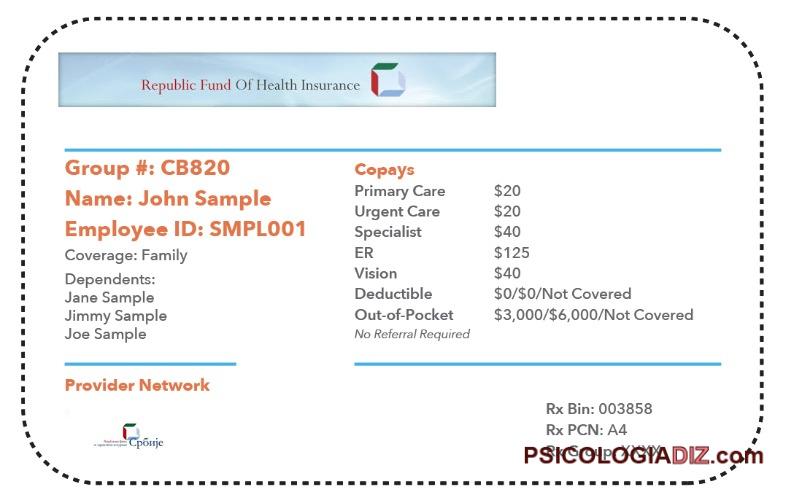 Republic Fund Of Health Insurance
Group #: CB820
Name: John Sample
Employee ID: SMPL001
Coverage: Family
Dependents:
Jane Sample
Jimmy Sample
Joe Sample
Copays
Primary Care $20
Urgent Care $20
Specialist $40
ER $125
Vision $40
Deductible $0/$0/Not Covered
Out-of-Pocket $3,000/$6,000/Not Covered
No Referral Required
Provider Network
Србије
Rx Bin: 003858
Rx PCN: A4
Rx Group: XXXX
PSICOLOGIADIZ.com